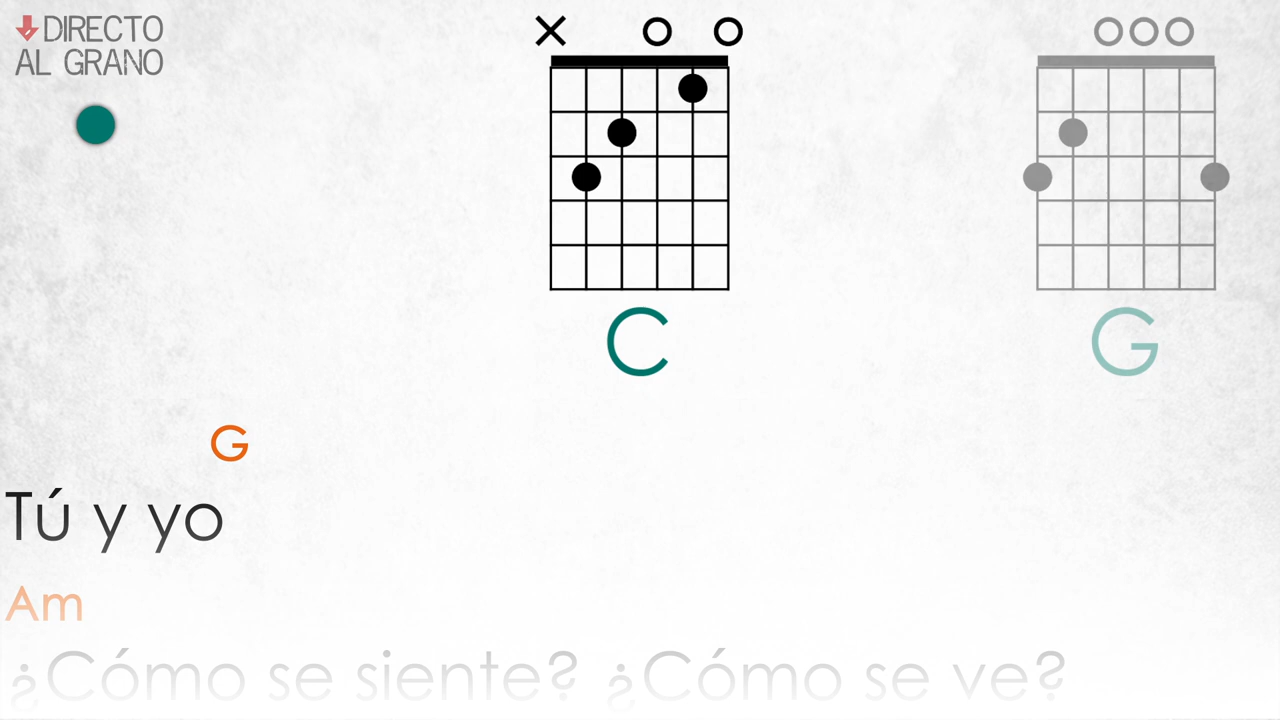 DIRECTO
AL GRANO
C
G
G
Tú y yo
Am
¿Cómo se siente? ¿Cómo se ve?